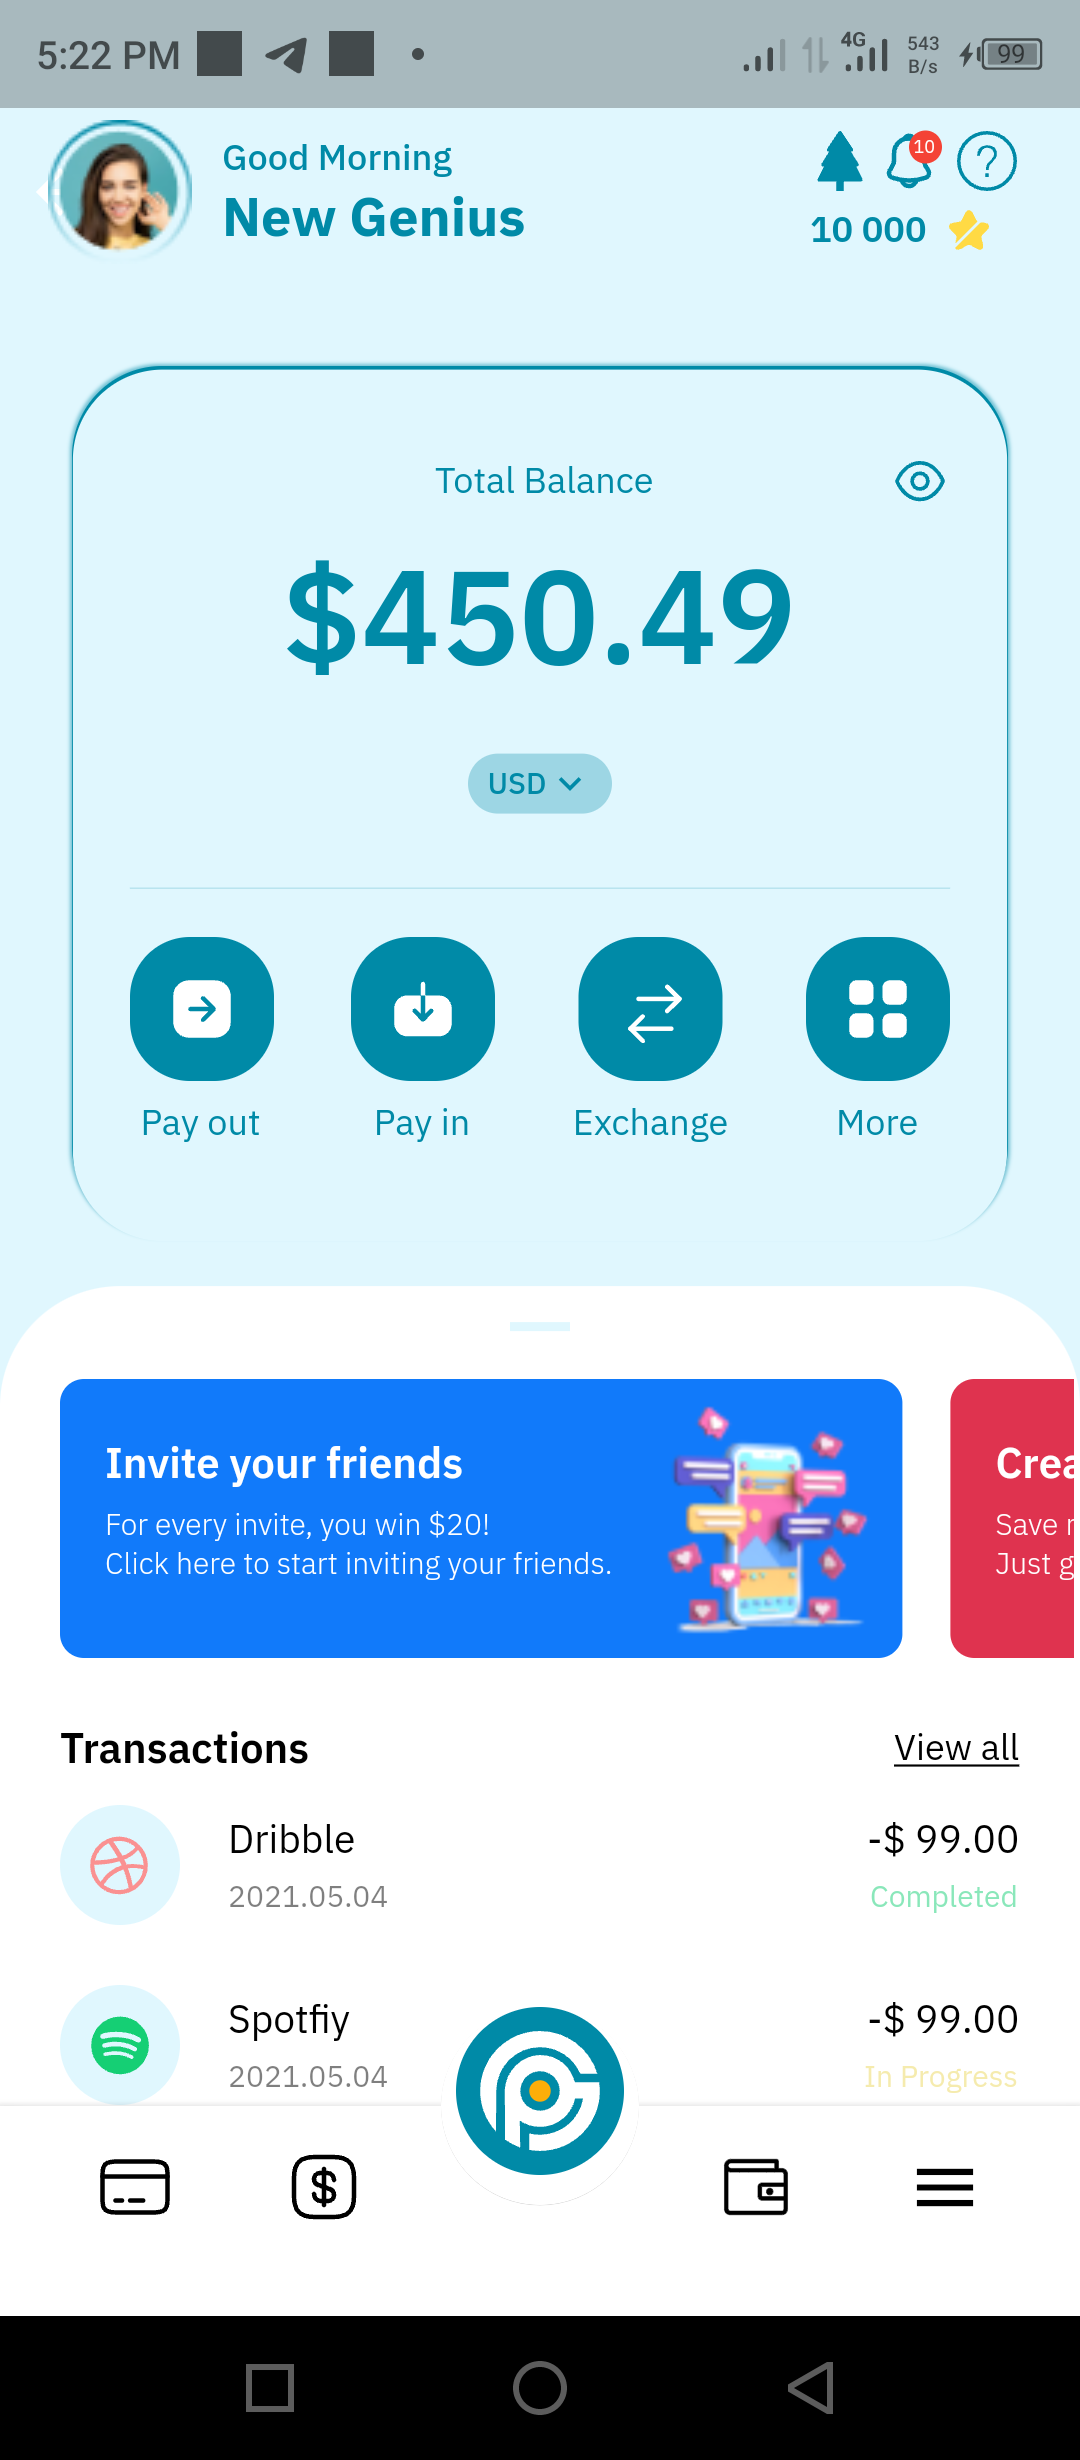 5:22 PM
4G
543
B/s
99
Good Morning
10
?
New Genius
10 000
Total Balance
$450.49
USD
Pay out
Pay in
Exchange
More
Invite your friends
For every invite, you win $20!
Click here to start inviting your friends.
Save
Just
Transactions
View all
Dribble
-$ 99.00
2021.05.04
Completed
Spotfiy
-$ 99.00
2021.05.04
In Progress